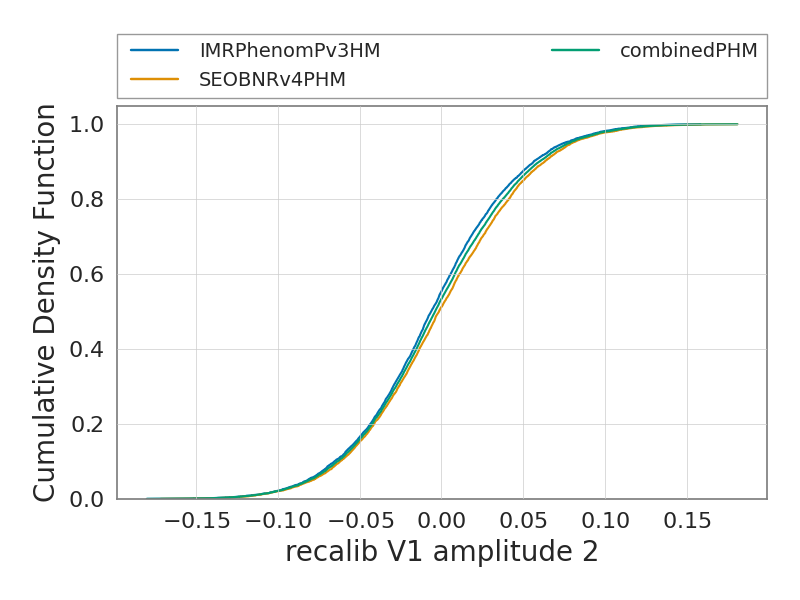 IMRPhenomPv3HM
SEOBNRv4PHM
combinedPHM
Cumulative Density Function
1.0
0.8
0.6
0.4
0.2
0.0
−0.15 −0.10 −0.05 0.00 0.05 0.10 0.15
recalib V1 amplitude 2